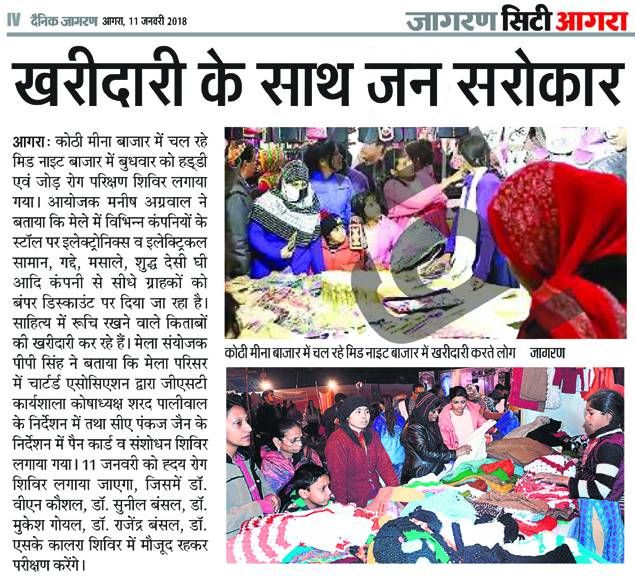 IV दैनिक जागरण आगरा, 11 जनवरी 2018
जागरण सिटी आगरा
खरीदारी के साथ जन सरोकार
आगरा: कोठी मीना बाजार में चल रहे
मिड नाइट बाजार में बुधवार को हड्डी
एवं जोड़ रोग परिक्षण शिविर लगाया
गया। आयोजक मनीष अग्रवाल ने
बताया कि मेले में विभिन्न कंपनियों के
स्टॉल पर इलेक्ट्रोनिक्स व इलेक्ट्रिकल
सामान, गद्दे, मसाले, शुद्ध देसी घी
आदि कंपनी से सीधे ग्राहकों को
बंपर डिस्काउंट पर दिया जा रहा है।
साहित्य में रूचि रखने वाले किताबों
की खरीदारी कर रहे हैं। मेला संयोजक
पीपी सिंह ने बताया कि मेला परिसर
में चार्टर्ड एसोसिएशन द्वारा जीएसटी
कार्यशाला कोषाध्यक्ष शरद पालीवाल
के निर्देशन में तथा सीए पंकज जैन के
निर्देशन में पैन कार्ड व संशोधन शिविर
लगाया गया। 11 जनवरी को ह्दय रोग
शिविर लगाया जाएगा, जिसमें डॉ.
वीएन कौशल, डॉ. सुनील बंसल, डॉ.
मुकेश गोयल, डॉ. राजेंद्र बंसल, डॉ.
एसके कालरा शिविर में मौजूद रहकर
परीक्षण करेंगे।
कोठी मीना बाजार में चल रहे मिड नाइट बाजार में खरीदारी करते लोग जागरण